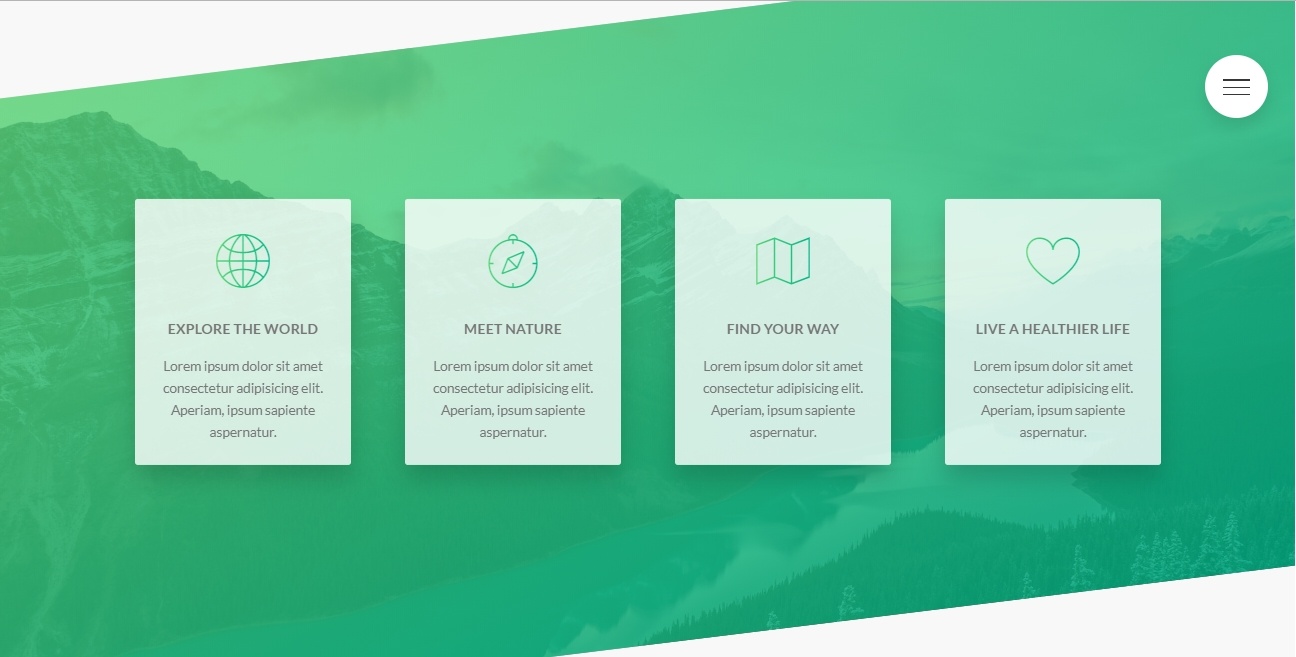 EXPLORE THE WORLD
Lorem ipsum dolor sit amet
consectetur adipisicing elit.
Aperiam, ipsum sapiente
aspernatur.
MEET NATURE
Lorem ipsum dolor sit amet
consectetur adipisicing elit.
Aperiam, ipsum sapiente
aspernatur.
FIND YOUR WAY
Lorem ipsum dolor sit amet
consectetur adipisicing elit.
Aperiam, ipsum sapiente
aspernatur.
LIVE A HEALTHIER LIFE
Lorem ipsum dolor sit amet
consectetur adipisicing elit.
Aperiam, ipsum sapiente
aspernatur.